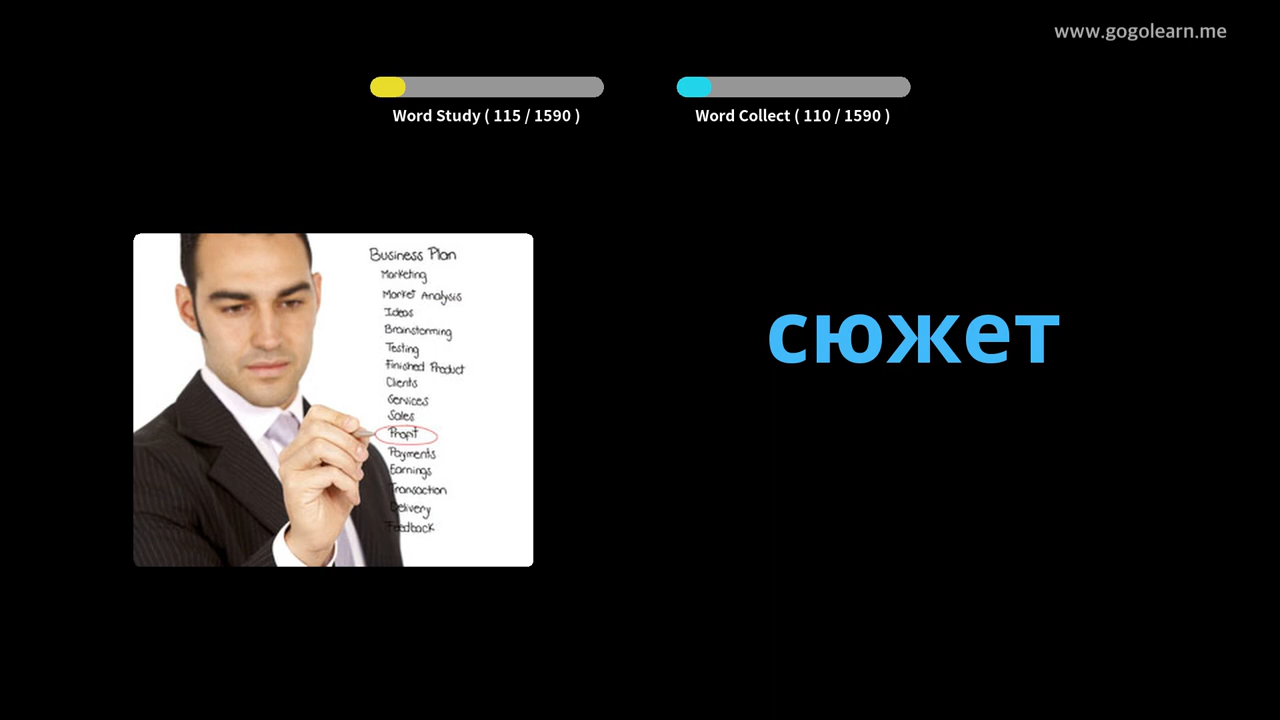 www.gogolearn.me
Word Study ( 115 / 1590 )
Word Collect ( 110 / 1590 )
Business Plan
Marketing
Market Analysis
Ideas
Brainstorming
Testing
Finished Product
Clients
Services
Sales
Profit
Payments
Earnings
Transaction
Delivery
Feedback
сюжет